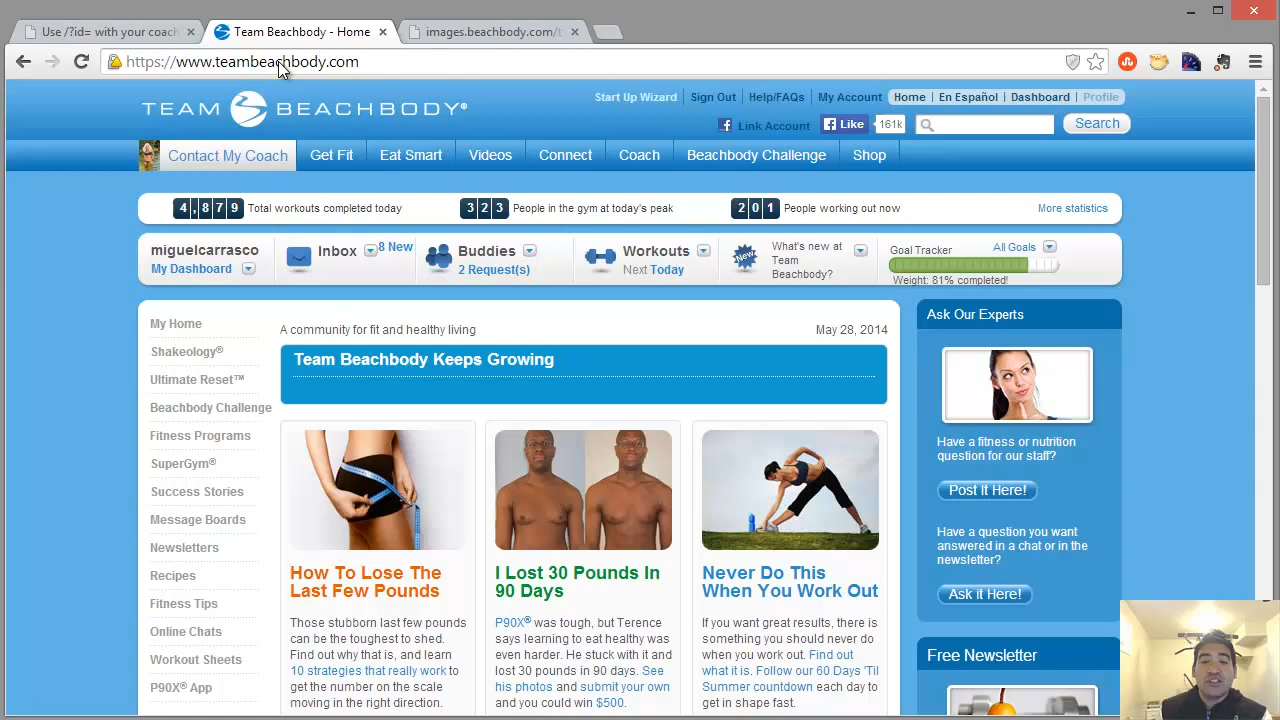 Use /?id= with your coach
Team Beachbody - Home
images.beachbody.com/t
https://www.teambeachbody.com
TEAM BEACHBODY®
Start Up Wizard Sign Out Help/FAQs My Account Home En Español Dashboard Profile
Link Account Like 161k Search
Contact My Coach Get Fit Eat Smart Videos Connect Coach Beachbody Challenge Shop
4,879 Total workouts completed today 323 People in the gym at today's peak 201 People working out now More statistics
miguelcarrasco
My Dashboard
Inbox 8 New
Buddies
2 Request(s)
Workouts
Next Today
New
What's new at
Team
Beachbody?
Goal Tracker All Goals
Weight: 81% completed!
My Home
Shakeology®
Ultimate Reset™
Beachbody Challenge
Fitness Programs
SuperGym®
Success Stories
Message Boards
Newsletters
Recipes
Fitness Tips
Online Chats
Workout Sheets
P90X® App
A community for fit and healthy living May 28, 2014
Team Beachbody Keeps Growing
How To Lose The
Last Few Pounds
Those stubborn last few pounds
can be the toughest to shed.
Find out why that is, and learn
10 strategies that really work to
get the number on the scale
moving in the right direction.
I Lost 30 Pounds In
90 Days
P90X® was tough, but Terence
says learning to eat healthy was
even harder. He stuck with it and
lost 30 pounds in 90 days. See
his photos and submit your own
and you could win $500.
Never Do This
When You Work Out
If you want great results, there is
something you should never do
when you work out. Find out
what it is. Follow our 60 Days 'Til
Summer countdown each day to
get in shape fast.
Ask Our Experts
Have a fitness or nutrition
question for our staff?
Post It Here!
Have a question you want
answered in a chat or in the
newsletter?
Ask it Here!
Free Newsletter